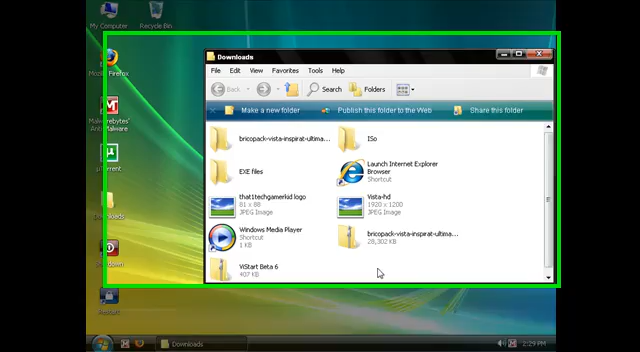 My Computer
Recycle Bin
Mozilla Firefox
Malwarebytes'
Anti-Malware
µTorrent
Downloads
Restart
Downloads
File Edit View Favorites Tools Help
Back Search Folders
Make a new folder Publish this folder to the Web Share this folder
bricopack-vista-inspirat-ultima...
ISo
EXE files
Launch Internet Explorer
Browser
Shortcut
that1techgamerkid logo
81 x 88
JPEG Image
Vista-hd
1920 x 1200
JPEG Image
Windows Media Player
Shortcut
1 KB
bricopack-vista-inspirat-ultima...
28,302 KB
ViStart Beta 6
407 KB
Downloads
2:29 PM